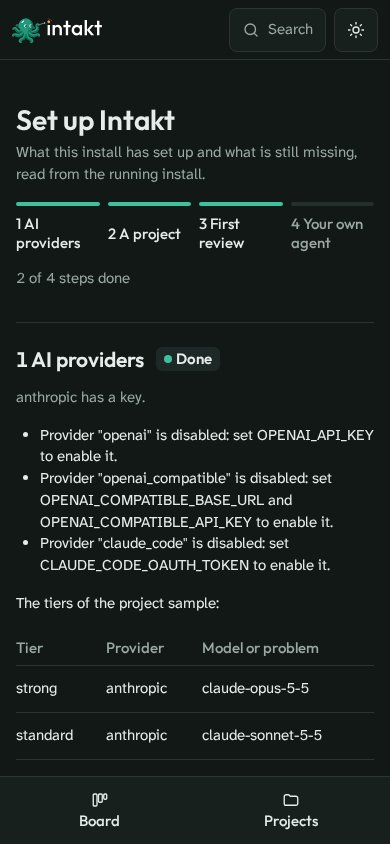 intakt
Search
Set up Intakt
What this install has set up and what is still missing,
read from the running install.
1 AI
providers
2 A project
3 First
review
4 Your own
agent
2 of 4 steps done
1 AI providers
Done
anthropic has a key.
• Provider "openai" is disabled: set OPENAI_API_KEY
to enable it.
• Provider "openai_compatible" is disabled: set
OPENAI_COMPATIBLE_BASE_URL and
OPENAI_COMPATIBLE_API_KEY to enable it.
• Provider "claude_code" is disabled: set
CLAUDE_CODE_OAUTH_TOKEN to enable it.
The tiers of the project sample:
Tier Provider Model or problem
strong anthropic claude-opus-5-5
standard anthropic claude-sonnet-5-5
Board
Projects